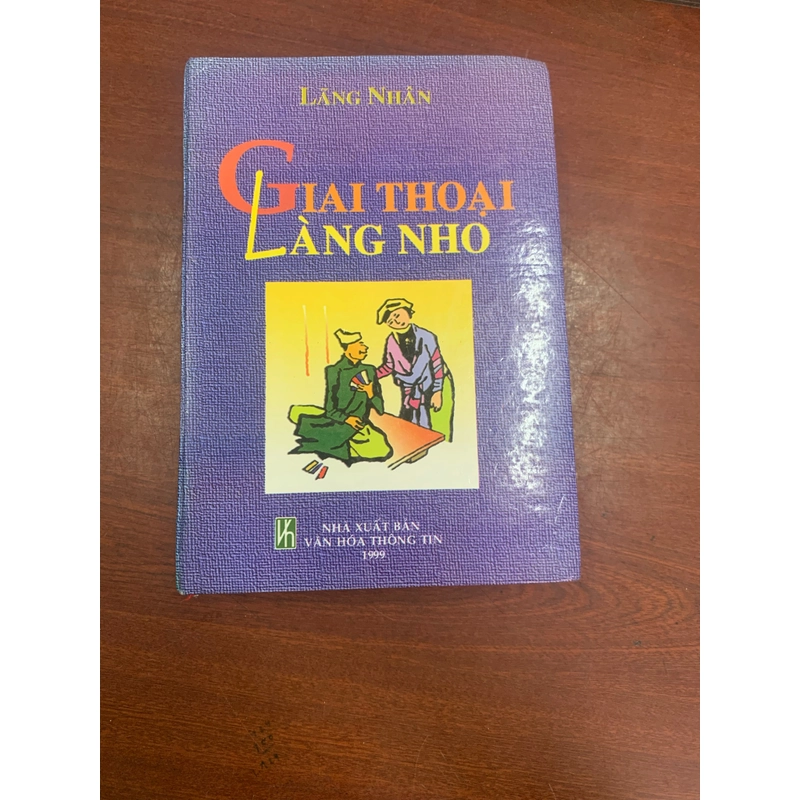 LÃNG NHÂN
GIAI THOẠI
LÀNG NHO
NHÀ XUẤT BẢN
VĂN HÓA THÔNG TIN
1999